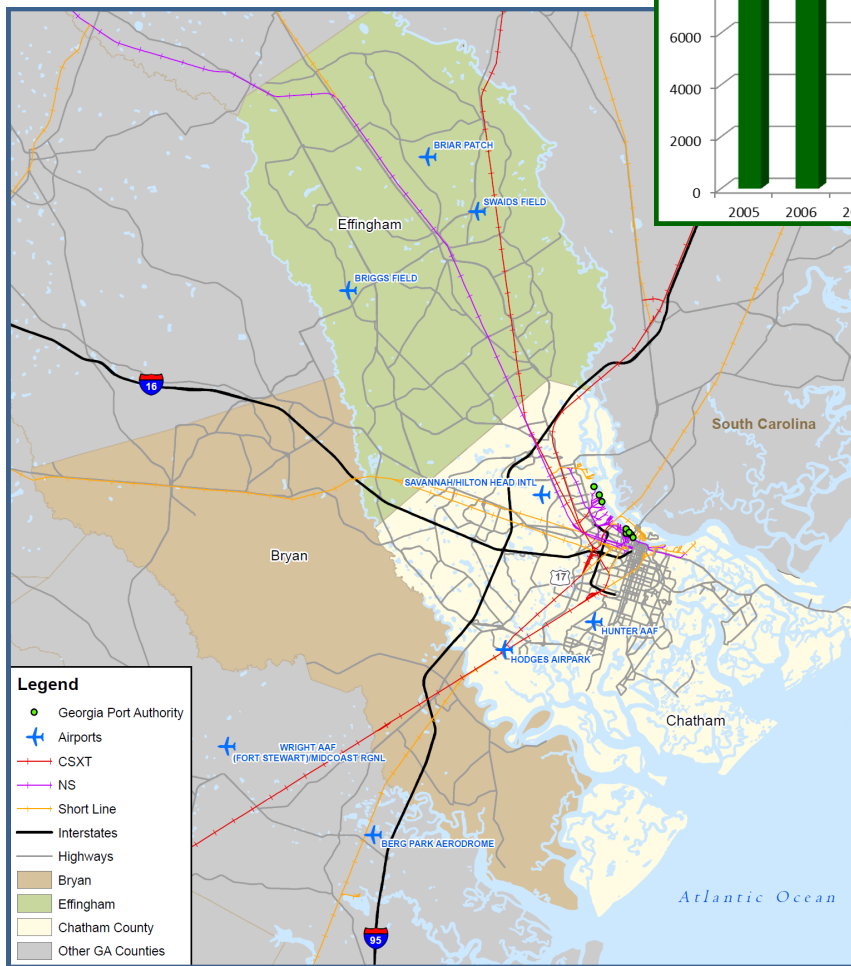 6000
4000
2000
0
2005 2006 2
BRIAR PATCH
SWAIDS FIELD
Effingham
BRIGGS FIELD
16
South Carolina
SAVANNAH/HILTON HEAD INTL
Bryan
17
HUNTER AAF
HODGES AIRPARK
Chatham
WRIGHT AAF
(FORT STEWART)/MIDCOAST RGNL
BERG PARK AERODROME
Atlantic Ocean
95
Legend
Georgia Port Authority
Airports
CSXT
NS
Short Line
Interstates
Highways
Bryan
Effingham
Chatham County
Other GA Counties